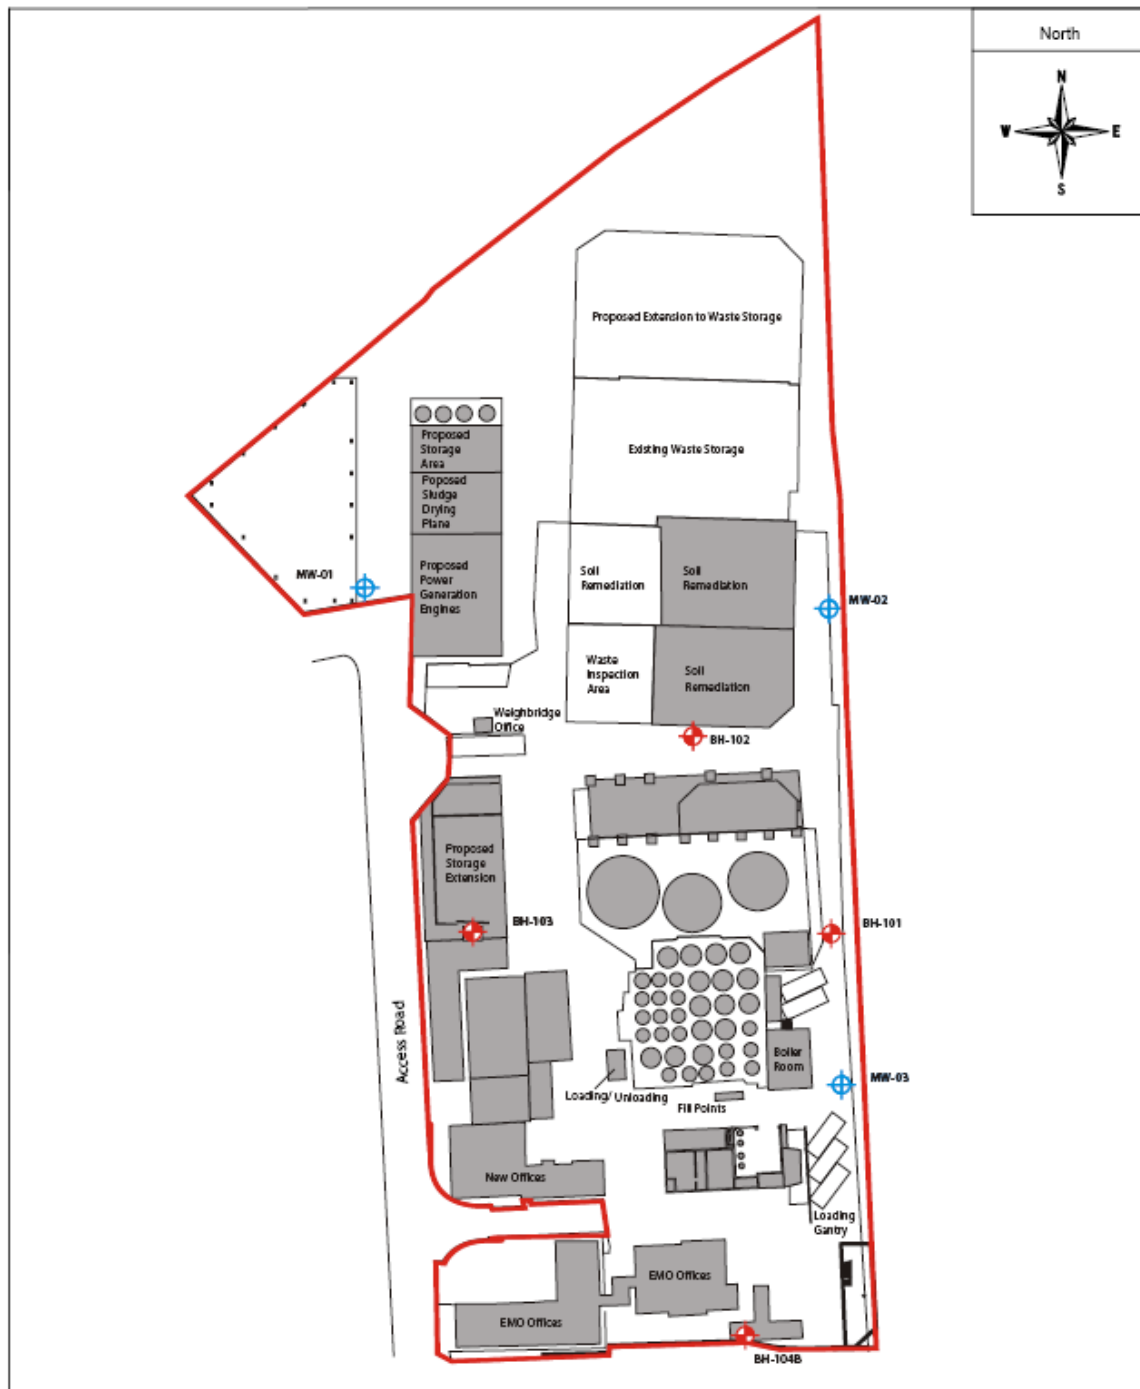 North
N
W
E
S
Proposed Extension to Waste Storage
Existing Waste Storage
Proposed
Storage
Area
Poposed
Sludge
Drying
Plane
Proposed
Power
Generation
Engines
MW-01
Soil
Remediation
Soil
Remediation
MW-02
Waste
Inspection
Area
Soil
Remediation
Weighbridge
Office
BH-102
Proposed
Storage
Extension
BH-103
BH-101
Access Road
Boiler
Room
MW-03
Loading/ Unloading
Fill Points
New Offices
Loading
Gantry
EMO Offices
EMO Offices
BH-104B